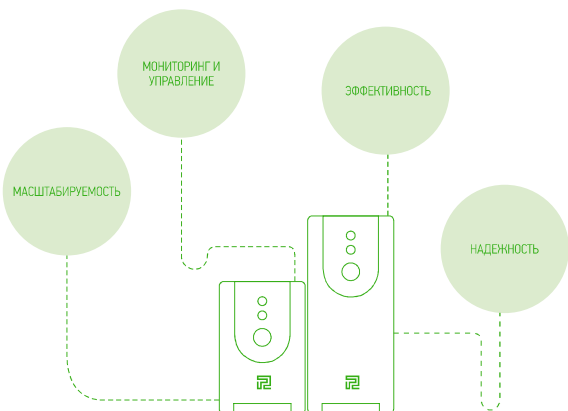 МОНИТОРИНГ И
УПРАВЛЕНИЕ
ЭФФЕКТИВНОСТЬ
МАСШТАБИРУЕМОСТЬ
НАДЕЖНОСТЬ